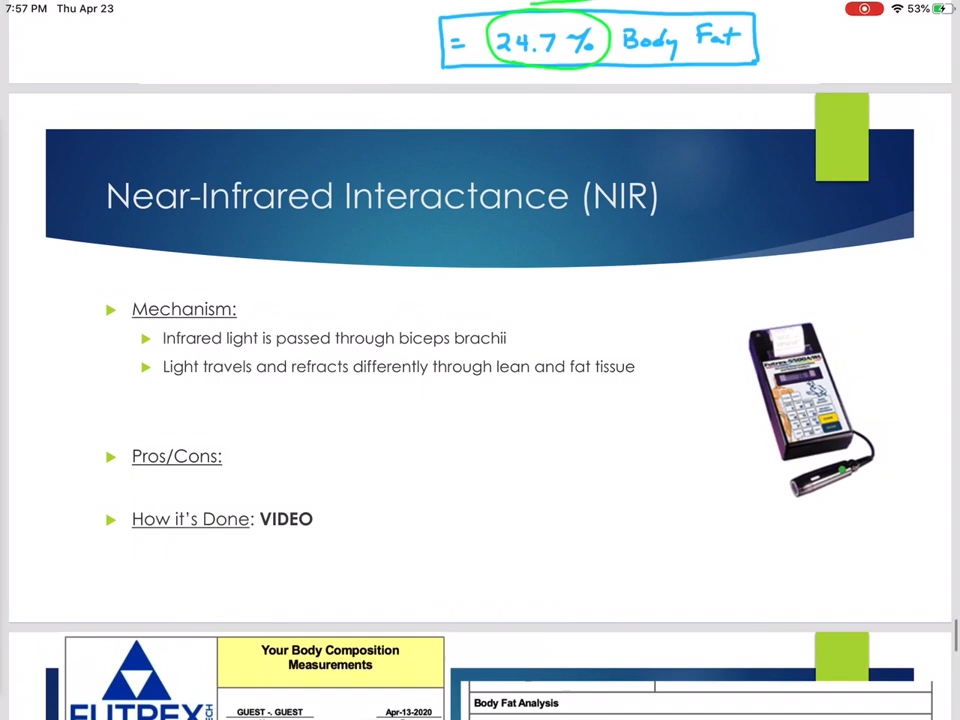 7:57 PM Thu Apr 23
53%
= 24.7 % Body Fat
Near-Infrared Interactance (NIR)
Mechanism:
Infrared light is passed through biceps brachii
Light travels and refracts differently through lean and fat tissue
Pros/Cons:
How it's Done: VIDEO
Your Body Composition
Measurements
FUTREX
TECH
GUEST -. GUEST
Apr-13-2020
Body Fat Analysis